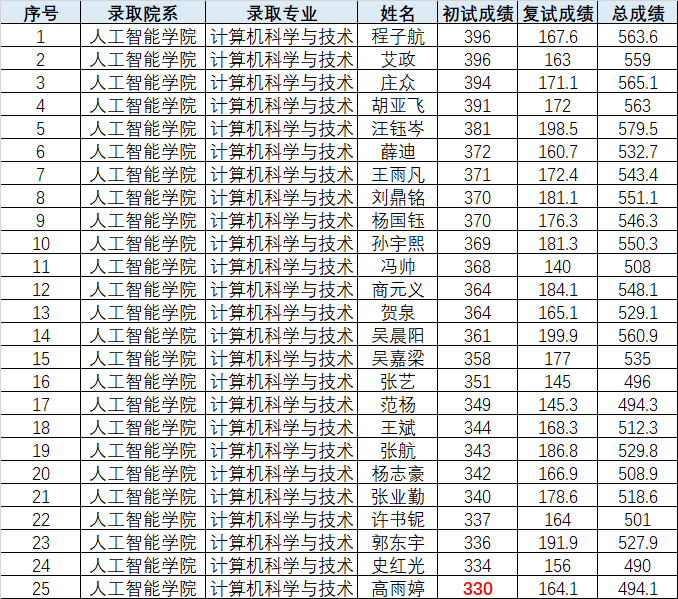 序号 录取院系 录取专业 姓名 初试成绩 复试成绩 总成绩
1 人工智能学院 计算机科学与技术 程子航 396 167.6 563.6
2 人工智能学院 计算机科学与技术 艾政 396 163 559
3 人工智能学院 计算机科学与技术 庄众 394 171.1 565.1
4 人工智能学院 计算机科学与技术 胡亚飞 391 172 563
5 人工智能学院 计算机科学与技术 汪钰岑 381 198.5 579.5
6 人工智能学院 计算机科学与技术 薛迪 372 160.7 532.7
7 人工智能学院 计算机科学与技术 王雨凡 371 172.4 543.4
8 人工智能学院 计算机科学与技术 刘鼎铭 370 181.1 551.1
9 人工智能学院 计算机科学与技术 杨国钰 370 176.3 546.3
10 人工智能学院 计算机科学与技术 孙宇熙 369 181.3 550.3
11 人工智能学院 计算机科学与技术 冯帅 368 140 508
12 人工智能学院 计算机科学与技术 商元义 364 184.1 548.1
13 人工智能学院 计算机科学与技术 贺泉 364 165.1 529.1
14 人工智能学院 计算机科学与技术 吴晨阳 361 199.9 560.9
15 人工智能学院 计算机科学与技术 吴嘉梁 358 177 535
16 人工智能学院 计算机科学与技术 张艺 351 145 496
17 人工智能学院 计算机科学与技术 范杨 349 145.3 494.3
18 人工智能学院 计算机科学与技术 王斌 344 168.3 512.3
19 人工智能学院 计算机科学与技术 张航 343 186.8 529.8
20 人工智能学院 计算机科学与技术 杨志豪 342 166.9 508.9
21 人工智能学院 计算机科学与技术 张业勤 340 178.6 518.6
22 人工智能学院 计算机科学与技术 许书铌 337 164 501
23 人工智能学院 计算机科学与技术 郭东宇 336 191.9 527.9
24 人工智能学院 计算机科学与技术 史红光 334 156 490
25 人工智能学院 计算机科学与技术 高雨婷 330 164.1 494.1